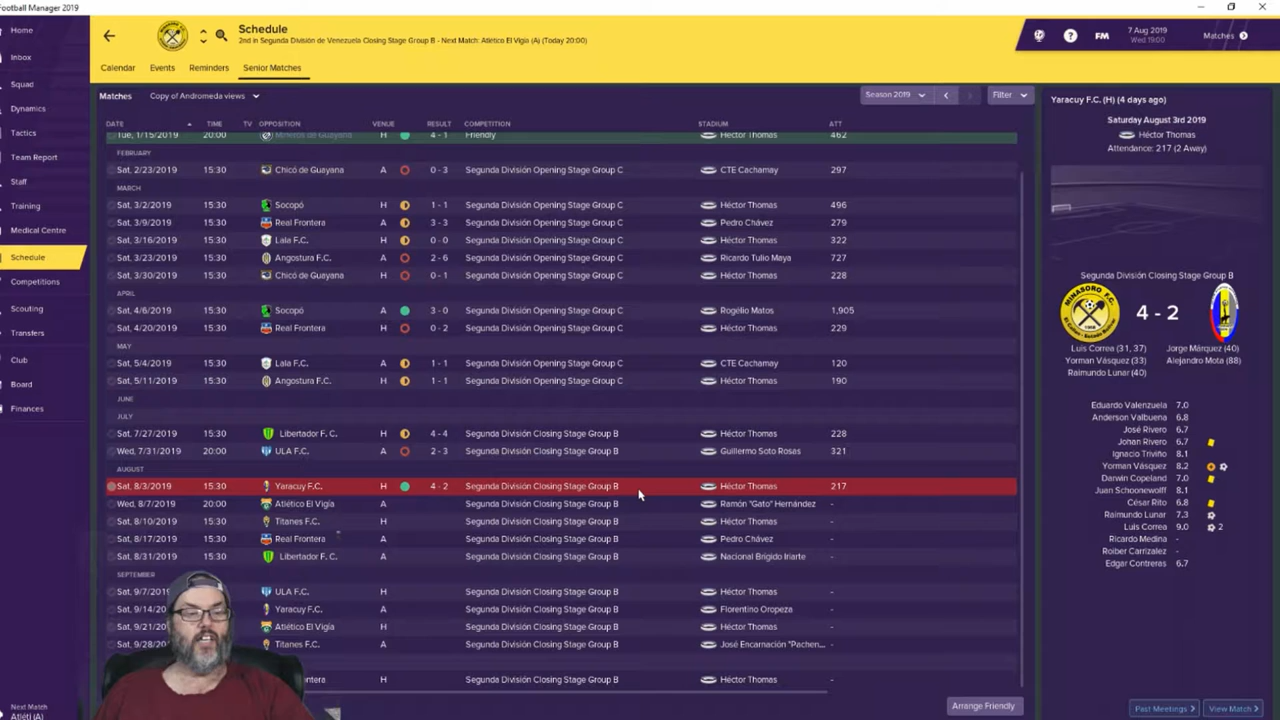 Football Manager 2019
Home
Inbox
Squad
Dynamics
Tactics
Team Report
Staff
Training
Medical Centre
Schedule
Competitions
Scouting
Transfers
Club
Board
Finances
Next Match
Atléti (A)
Schedule
2nd in Segunda División de Venezuela Closing Stage Group B - Next Match: Atlético El Vigía (A) (Today 20:00)
FM
7 Aug 2019
Wed 19:00
Matches
Calendar Events Reminders Senior Matches
Matches Copy of Andromeda views Season 2019 Filter
DATE TIME TV OPPOSITION VENUE RESULT COMPETITION STADIUM ATT
Tue, 1/15/2019 20:00 Mineros de Guayana H 4 - 1 Friendly Héctor Thomas 462
FEBRUARY
Sat, 2/23/2019 15:30 Chicó de Guayana A 0 - 3 Segunda División Opening Stage Group C CTE Cachamay 297
MARCH
Sat, 3/2/2019 15:30 Socopó H 1 - 1 Segunda División Opening Stage Group C Héctor Thomas 496
Sat, 3/9/2019 15:30 Real Frontera A 3 - 3 Segunda División Opening Stage Group C Pedro Chávez 279
Sat, 3/16/2019 15:30 Lala F.C. H 0 - 0 Segunda División Opening Stage Group C Héctor Thomas 322
Sat, 3/23/2019 15:30 Angostura F.C. A 2 - 6 Segunda División Opening Stage Group C Ricardo Tulio Maya 727
Sat, 3/30/2019 15:30 Chicó de Guayana H 0 - 1 Segunda División Opening Stage Group C Héctor Thomas 228
APRIL
Sat, 4/6/2019 15:30 Socopó A 3 - 0 Segunda División Opening Stage Group C Rogélio Matos 1,905
Sat, 4/20/2019 15:30 Real Frontera H 0 - 2 Segunda División Opening Stage Group C Héctor Thomas 229
MAY
Sat, 5/4/2019 15:30 Lala F.C. A 1 - 1 Segunda División Opening Stage Group C CTE Cachamay 120
Sat, 5/11/2019 15:30 Angostura F.C. H 1 - 1 Segunda División Opening Stage Group C Héctor Thomas 190
JUNE
JULY
Sat, 7/27/2019 15:30 Libertador F. C. H 4 - 4 Segunda División Closing Stage Group B Héctor Thomas 228
Wed, 7/31/2019 20:00 ULA F.C. A 2 - 3 Segunda División Closing Stage Group B Guillermo Soto Rosas 321
AUGUST
Sat, 8/3/2019 15:30 Yaracuy F.C. H 4 - 2 Segunda División Closing Stage Group B Héctor Thomas 217
Wed, 8/7/2019 20:00 Atlético El Vigía A Segunda División Closing Stage Group B Ramón "Gato" Hernández -
Sat, 8/10/2019 15:30 Titanes F.C. H Segunda División Closing Stage Group B Héctor Thomas -
Sat, 8/17/2019 15:30 Real Frontera A Segunda División Closing Stage Group B Pedro Chávez -
Sat, 8/31/2019 15:30 Libertador F. C. A Segunda División Closing Stage Group B Nacional Brígido Iriarte -
SEPTEMBER
Sat, 9/7/2019 15:30 ULA F.C. H Segunda División Closing Stage Group B Héctor Thomas -
Sat, 9/14/20 15:30 Yaracuy F.C. A Segunda División Closing Stage Group B Florentino Oropeza -
Sat, 9/21/20 15:30 Atlético El Vigía H Segunda División Closing Stage Group B Héctor Thomas -
Sat, 9/28/20 15:30 Titanes F.C. A Segunda División Closing Stage Group B José Encarnación "Pachen... -
ntera H Segunda División Closing Stage Group B Héctor Thomas -
Arrange Friendly
Yaracuy F.C. (H) (4 days ago)
Saturday August 3rd 2019
Héctor Thomas
Attendance: 217 (2 Away)
Segunda División Closing Stage Group B
MINASORO F.C.
4 - 2
Luis Correa (31, 37) Jorge Márquez (40)
Yorman Vásquez (33) Alejandro Mota (88)
Raimundo Lunar (40)
Eduardo Valenzuela 7.0
Anderson Valbuena 6.8
José Rivero 6.7
Johan Rivero 6.7
Ignacio Triviño 8.1
Yorman Vásquez 8.2
Darwin Copeland 7.0
Juan Schoonewolff 8.1
César Rito 6.8
Raimundo Lunar 7.3
Luis Correa 9.0 2
Ricardo Medina -
Roiber Carrizalez -
Edgar Contreras 6.7
Past Meetings View Match